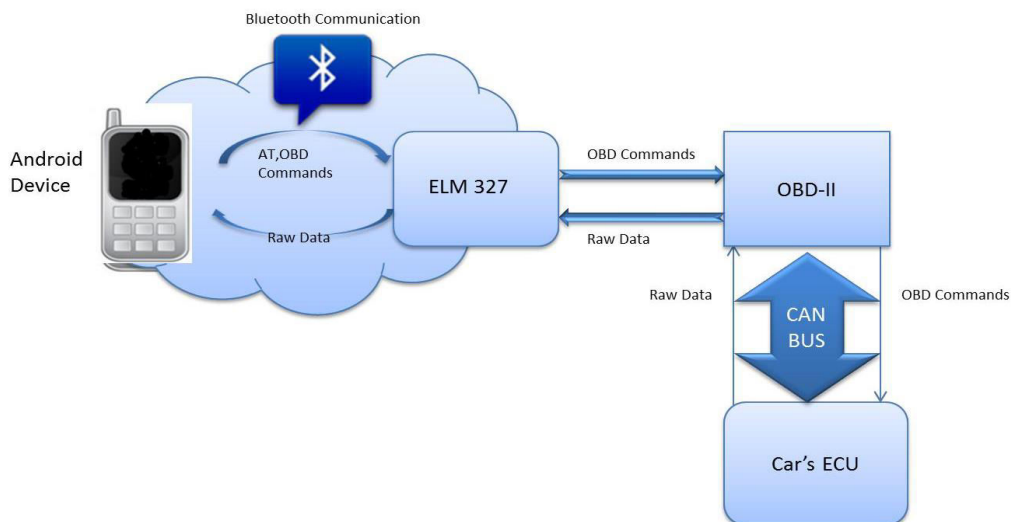 Bluetooth Communication
Android
Device
AT,OBD
Commands
Raw Data
ELM 327
OBD Commands
Raw Data
OBD-II
Raw Data
CAN
BUS
OBD Commands
Car's ECU